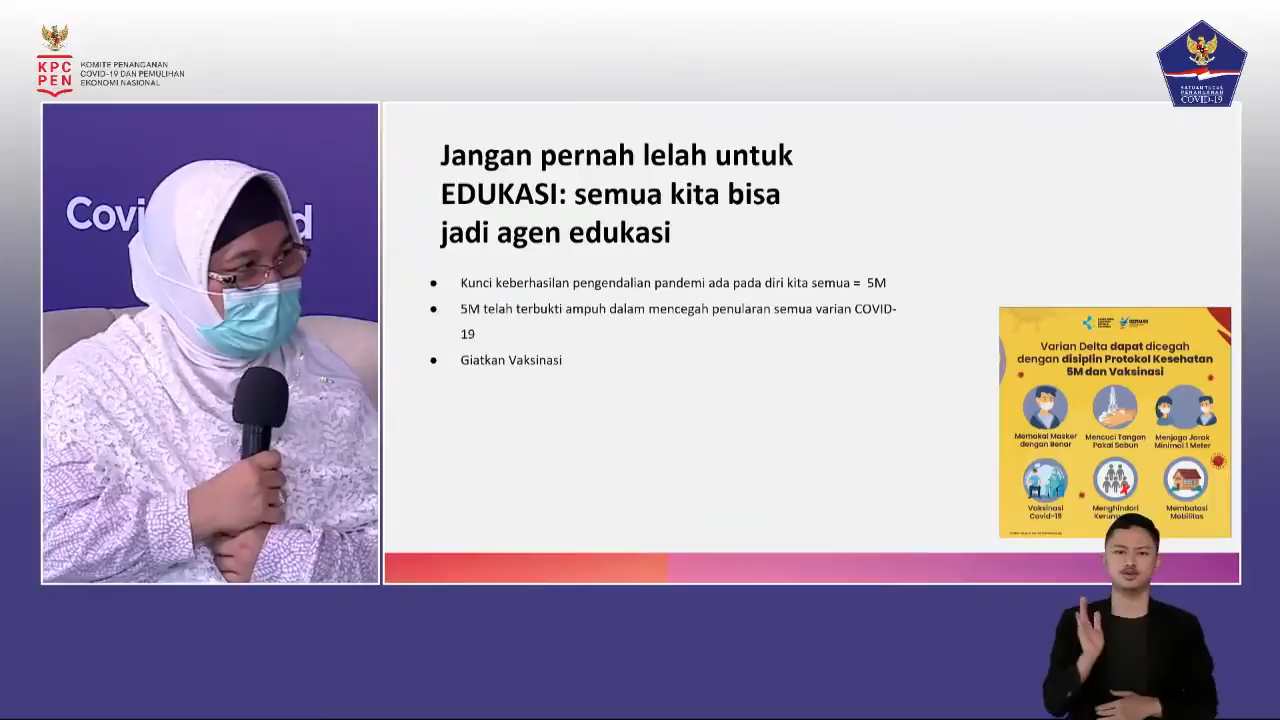 KPC
PEN
KOMITE PENANGANAN
COVID-19 DAN PEMULIHAN
EKONOMI NASIONAL
SATUAN TUGAS
PENANGANAN
COVID-19
Covi
d
Jangan pernah lelah untuk
EDUKASI: semua kita bisa
jadi agen edukasi
● Kunci keberhasilan pengendalian pandemi ada pada diri kita semua = 5M
● 5M telah terbukti ampuh dalam mencegah penularan semua varian COVID-
19
● Giatkan Vaksinasi
GERMAS
Varian Delta dapat dicegah
dengan disiplin Protokol Kesehatan
5M dan Vaksinasi
Memakai Masker
dengan Benar
Mencuci Tangan
Pakai Sabun
Menjaga Jarak
Minimal 1 Meter
Vaksinasi
Covid-19
Menghindari
Membatasi
Mobilitas